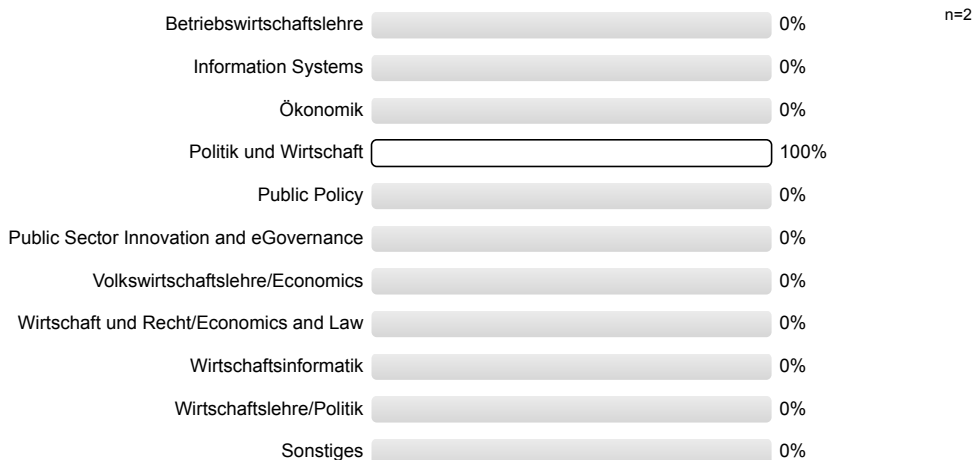 Betriebswirtschaftslehre 0% n=2
Information Systems 0%
Ökonomik 0%
Politik und Wirtschaft 100%
Public Policy 0%
Public Sector Innovation and eGovernance 0%
Volkswirtschaftslehre/Economics 0%
Wirtschaft und Recht/Economics and Law 0%
Wirtschaftsinformatik 0%
Wirtschaftslehre/Politik 0%
Sonstiges 0%